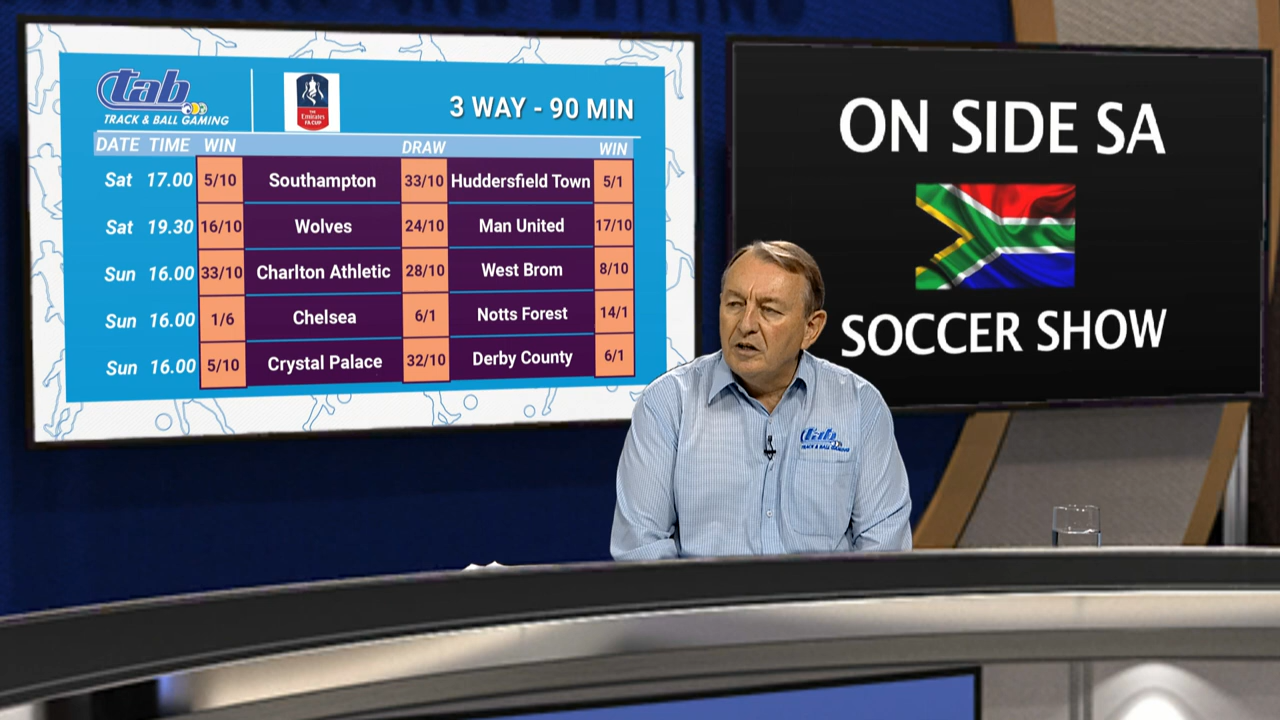 tab
TRACK & BALL GAMING
THE
Emirates
FA CUP
3 WAY - 90 MIN
DATE TIME WIN DRAW WIN
Sat 17.00 5/10 Southampton 33/10 Huddersfield Town 5/1
Sat 19.30 16/10 Wolves 24/10 Man United 17/10
Sun 16.00 33/10 Charlton Athletic 28/10 West Brom 8/10
Sun 16.00 1/6 Chelsea 6/1 Notts Forest 14/1
Sun 16.00 5/10 Crystal Palace 32/10 Derby County 6/1
ON SIDE SA
SOCCER SHOW
tab
TRACK & BALL GAMING